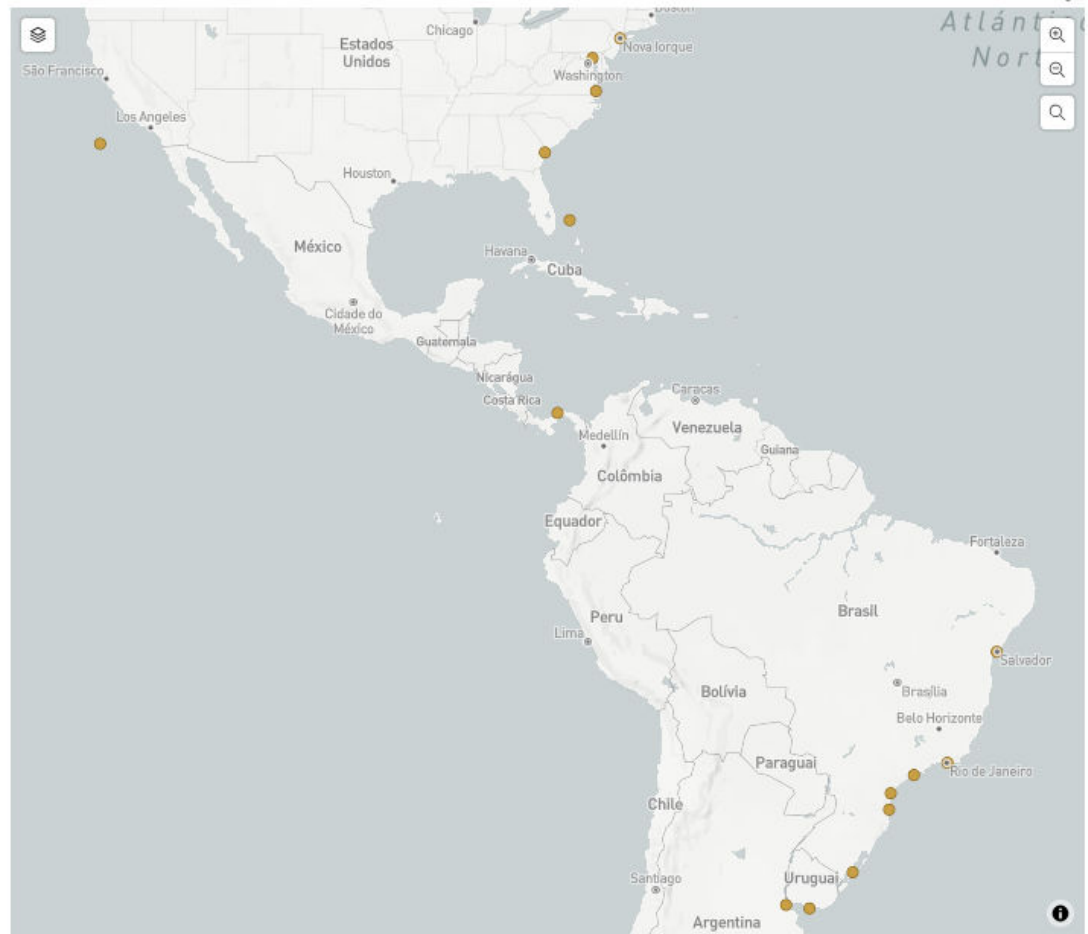 Boston
Atlántico
Chicago
Nova Iorque
Estados
Unidos
Norte
São Francisco
Washington
Los Angeles
Houston
México
Havana
Cuba
Cidade do
México
Guatemala
Nicarágua
Costa Rica
Caracas
Venezuela
Medellín
Guiana
Colômbia
Equador
Fortaleza
Brasil
Peru
Lima
Salvador
Bolívia
Brasília
Belo Horizonte
Paraguai
Rio de Janeiro
Chile
Santiago
Uruguai
Argentina